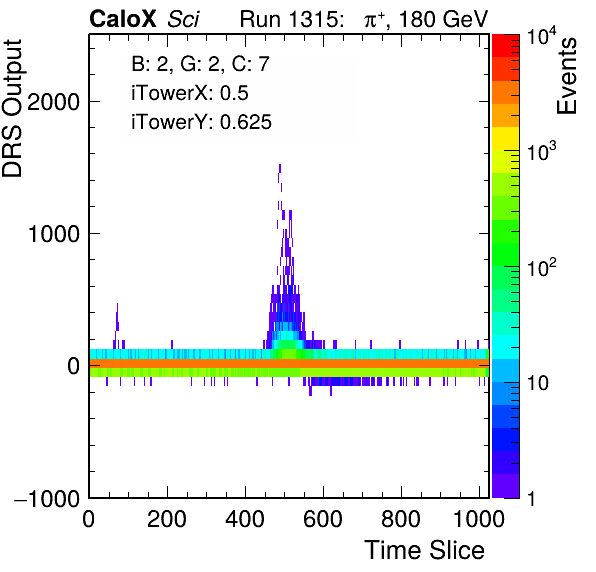 CaloX Sci Run 1315: π⁺, 180 GeV
B: 2, G: 2, C: 7
iTowerX: 0.5
iTowerY: 0.625
DRS Output
2000
1000
0
−1000
0 200 400 600 800 1000
Time Slice
Events
10⁴
10³
10²
10
1